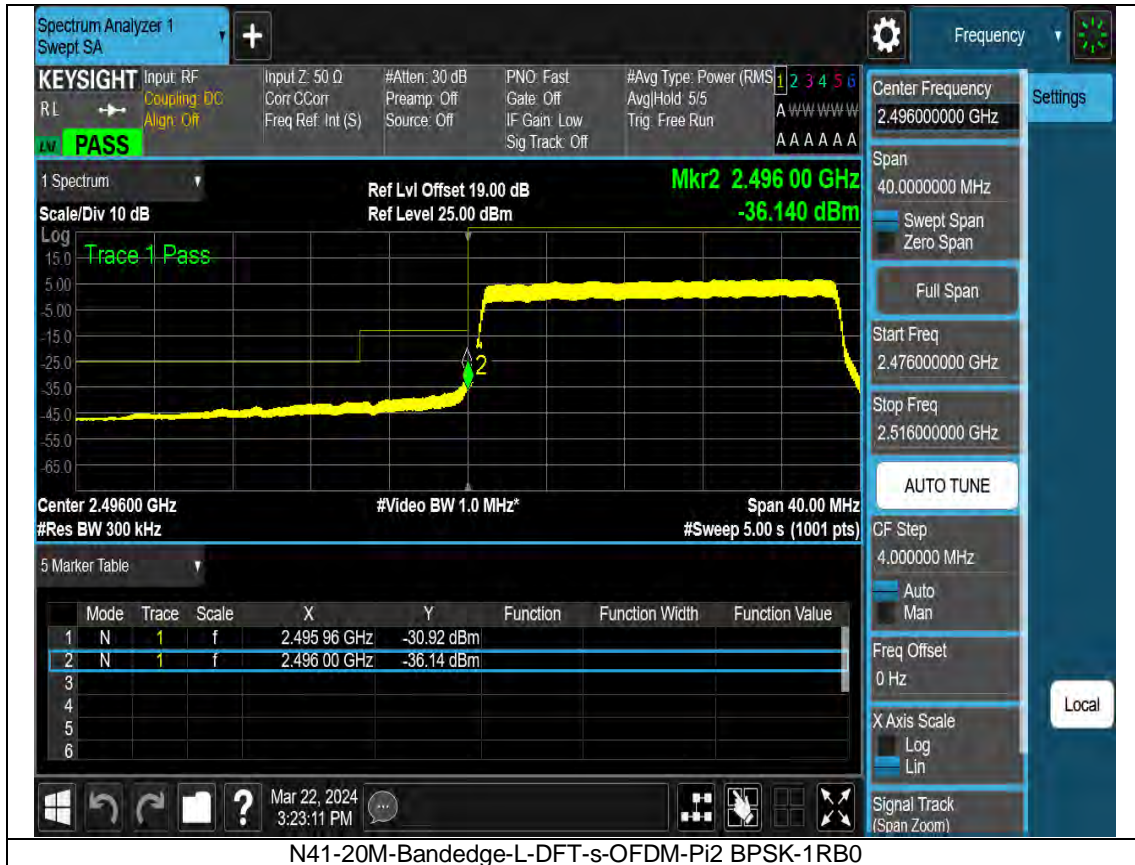 Spectrum Analyzer 1
Swept SA
+
Frequency
KEYSIGHT
RL
LNI PASS
Input: RF
Coupling: DC
Align: Off
Input Z: 50 Ω
Corr CCorr
Freq Ref: Int (S)
#Atten: 30 dB
Preamp: Off
Source: Off
PNO: Fast
Gate: Off
IF Gain: Low
Sig Track: Off
#Avg Type: Power (RMS
Avg|Hold: 5/5
Trig: Free Run
1 2 3 4 5 6
A W W W W W
A A A A A A
1 Spectrum
Scale/Div 10 dB
Ref Lvl Offset 19.00 dB
Ref Level 25.00 dBm
Mkr2 2.496 00 GHz
-36.140 dBm
Log
Trace 1 Pass
15.0
5.00
-5.00
-15.0
-25.0
-35.0
-45.0
-55.0
-65.0
2
Center 2.49600 GHz
#Video BW 1.0 MHz*
Span 40.00 MHz
#Res BW 300 kHz
#Sweep 5.00 s (1001 pts)
5 Marker Table
Mode Trace Scale X Y Function Function Width Function Value
1 N 1 f 2.495 96 GHz -30.92 dBm
2 N 1 f 2.496 00 GHz -36.14 dBm
3
4
5
6
?
Mar 22, 2024
3:23:11 PM
Center Frequency
2.496000000 GHz
Settings
Span
40.0000000 MHz
Swept Span
Zero Span
Full Span
Start Freq
2.476000000 GHz
Stop Freq
2.516000000 GHz
AUTO TUNE
CF Step
4.000000 MHz
Auto
Man
Freq Offset
0 Hz
X Axis Scale
Log
Lin
Local
Signal Track
(Span Zoom)
N41-20M-Bandedge-L-DFT-s-OFDM-Pi2 BPSK-1RB0